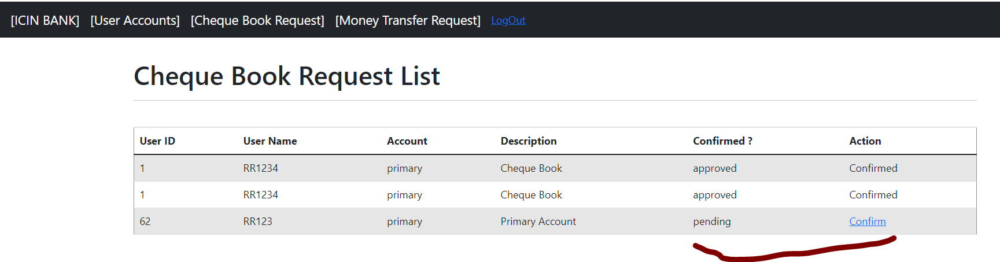 [ICIN BANK] [User Accounts] [Cheque Book Request] [Money Transfer Request] LogOut
Cheque Book Request List
User ID User Name Account Description Confirmed ? Action
1 RR1234 primary Cheque Book approved Confirmed
1 RR1234 primary Cheque Book approved Confirmed
62 RR123 primary Primary Account pending Confirm